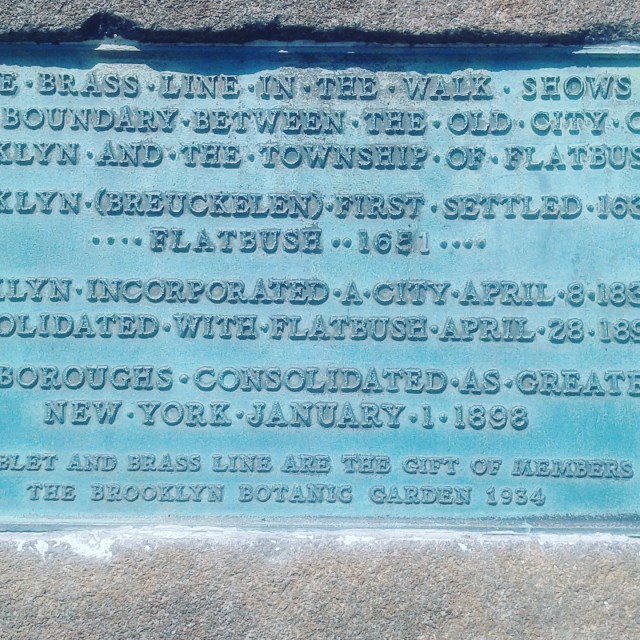 E · BRASS · LINE · IN · THE · WALK · SHOWS
BOUNDARY · BETWEEN · THE · OLD · CITY · O
KLYN · AND · THE · TOWNSHIP · OF · FLATBUS
KLYN · (BREUCKELEN) · FIRST · SETTLED · 163
···· FLATBUSH ·· 1651 ····
KLYN · INCORPORATED · A · CITY · APRIL · 8 · 183
OLIDATED · WITH · FLATBUSH · APRIL · 28 · 189
BOROUGHS · CONSOLIDATED · AS · GREATE
NEW · YORK · JANUARY · 1 · 1898
BLET AND BRASS LINE ARE THE GIFT OF MEMBERS
THE BROOKLYN BOTANIC GARDEN 1934